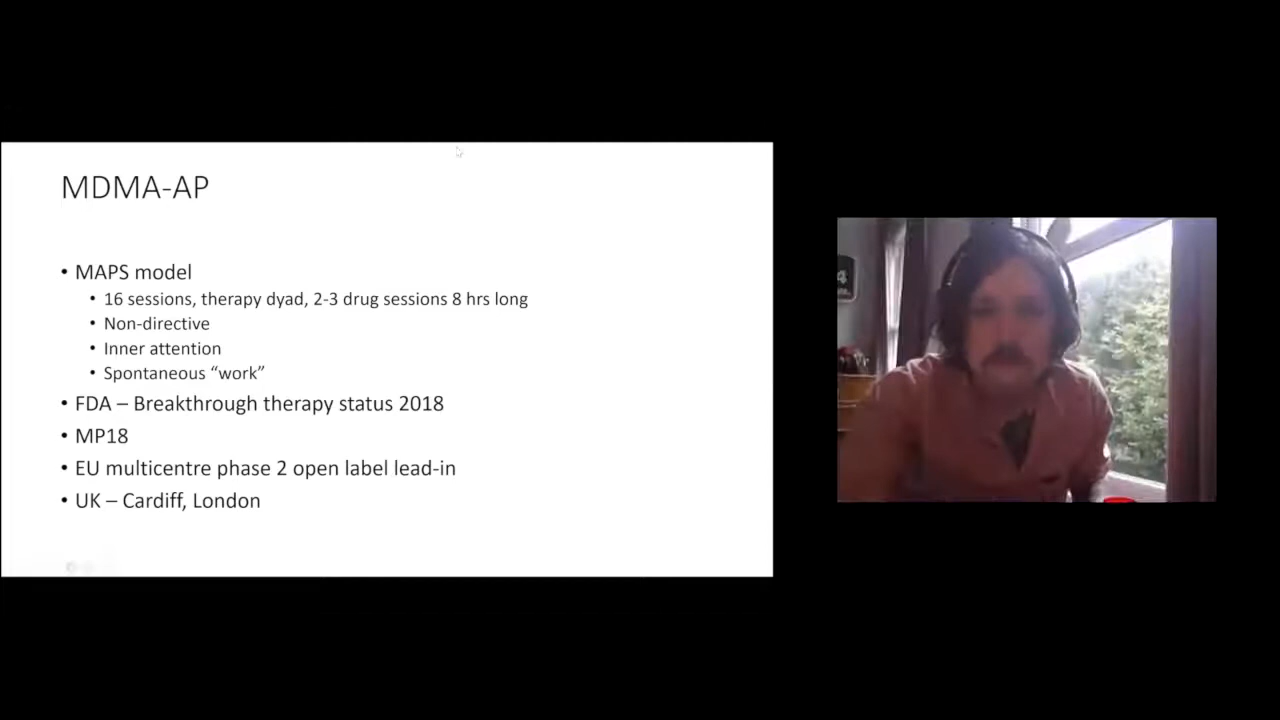 MDMA-AP
• MAPS model
• 16 sessions, therapy dyad, 2-3 drug sessions 8 hrs long
• Non-directive
• Inner attention
• Spontaneous “work”
• FDA – Breakthrough therapy status 2018
• MP18
• EU multicentre phase 2 open label lead-in
• UK – Cardiff, London
4